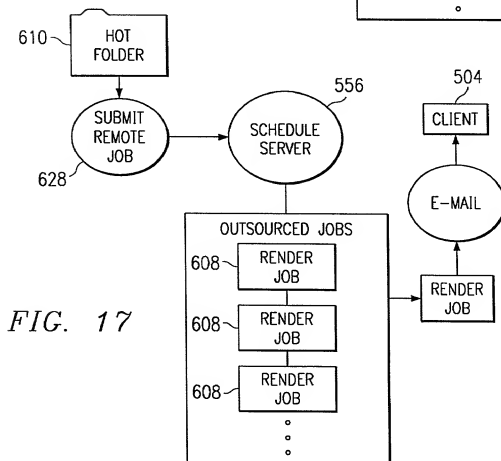 610
HOT
FOLDER
556
504
CLIENT
SUBMIT
REMOTE
JOB
628
SCHEDULE
SERVER
E-MAIL
OUTSOURCED JOBS
608
RENDER
JOB
RENDER
JOB
608
RENDER
JOB
608
RENDER
JOB
FIG. 17